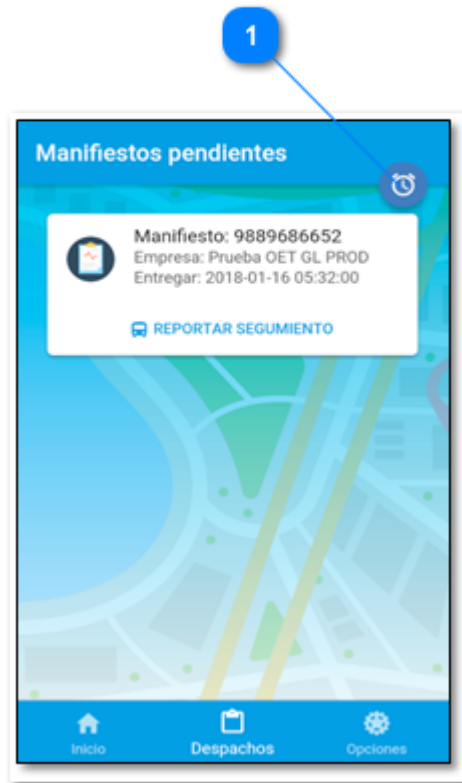 1
Manifiestos pendientes
Manifiesto: 9889686652
Empresa: Prueba OET GL PROD
Entregar: 2018-01-16 05:32:00
REPORTAR SEGUMIENTO
Inicio
Despachos
Opciones